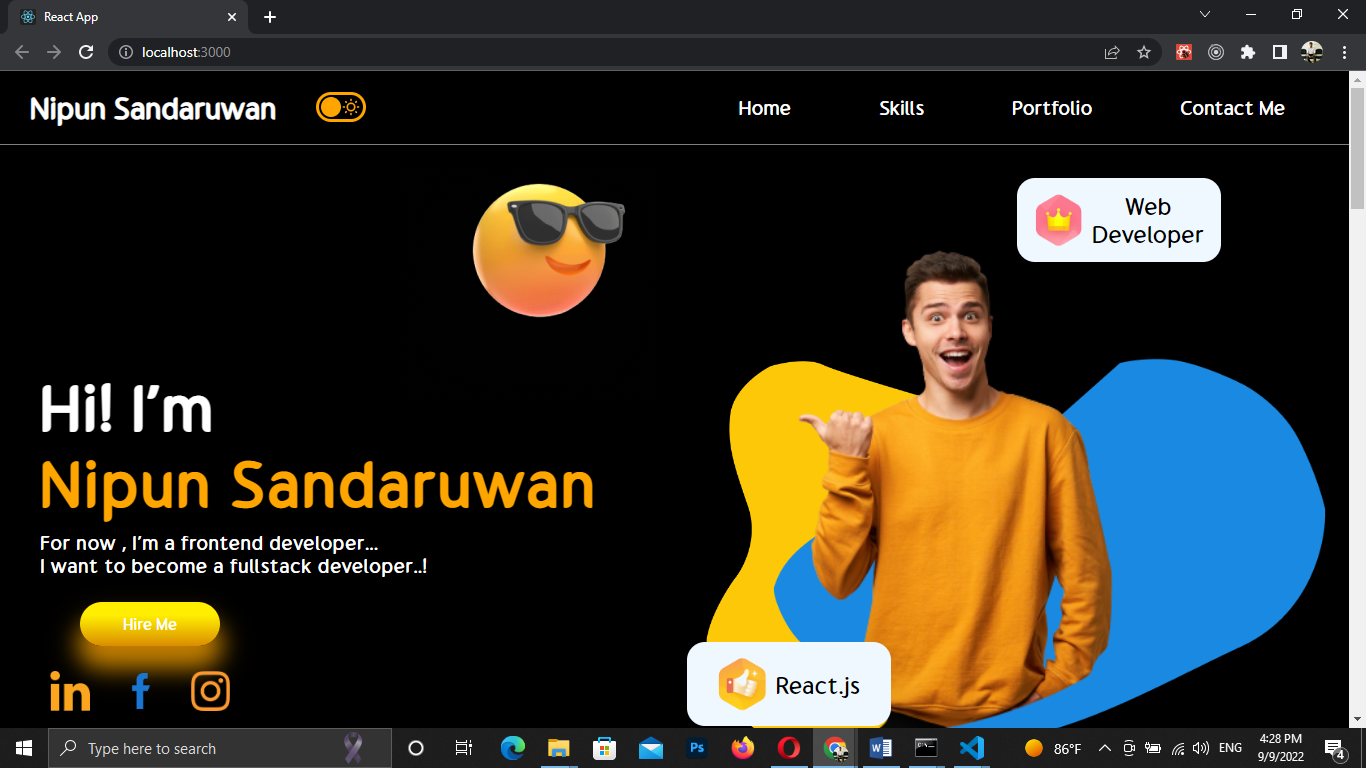 React App
localhost:3000
Nipun Sandaruwan
Home
Skills
Portfolio
Contact Me
Web
Developer
Hi! I'm
Nipun Sandaruwan
For now , I'm a frontend developer...
I want to become a fullstack developer..!
Hire Me
in
f
React.js
Type here to search
Ps
W
C:\_
86°F
ENG
4:28 PM
9/9/2022
4